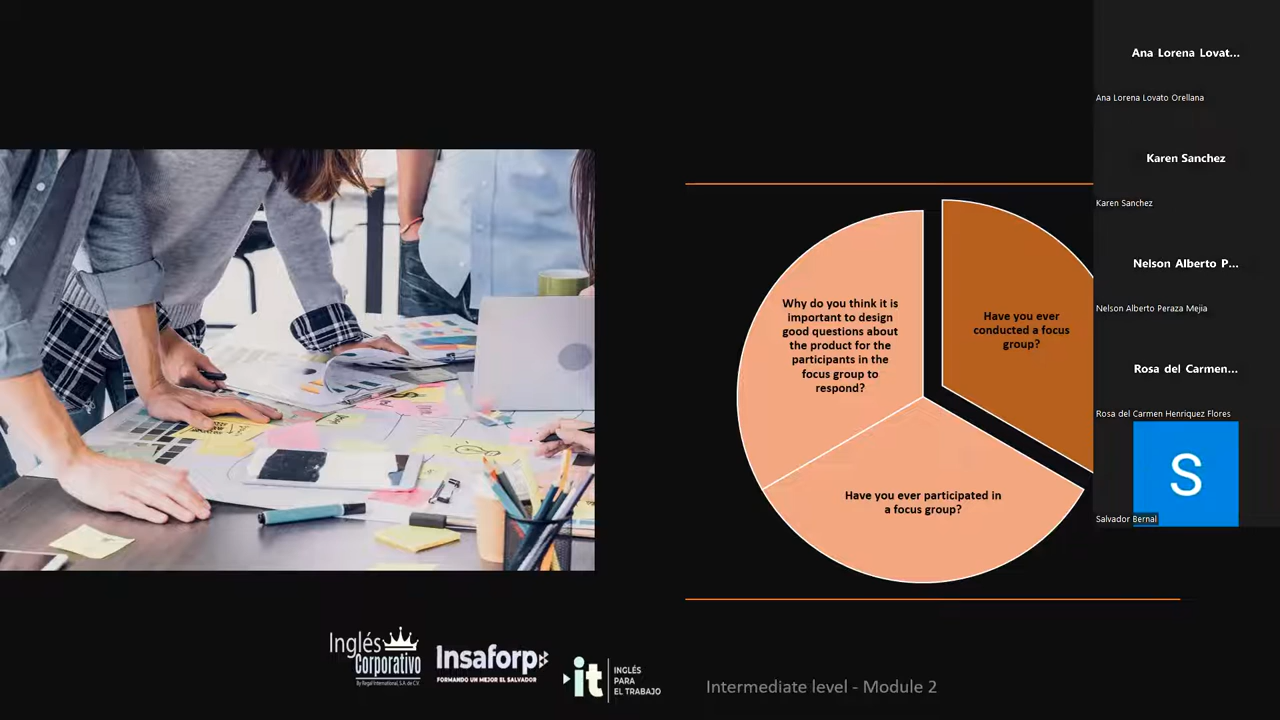 Why do you think it is
important to design
good questions about
the product for the
participants in the
focus group to
respond?
Have you ever
conducted a focus
group?
Have you ever participated in
a focus group?
Ana Lorena Lovat...
Ana Lorena Lovato Orellana
Karen Sanchez
Karen Sanchez
Nelson Alberto P...
Nelson Alberto Peraza Mejia
Rosa del Carmen...
Rosa del Carmen Henriquez Flores
S
Salvador Bernal
Inglés
Corporativo
By Regal International, S.A. de C.V.
Insaforp
FORMANDO UN MEJOR EL SALVADOR
it
INGLÉS
PARA
EL TRABAJO
Intermediate level - Module 2